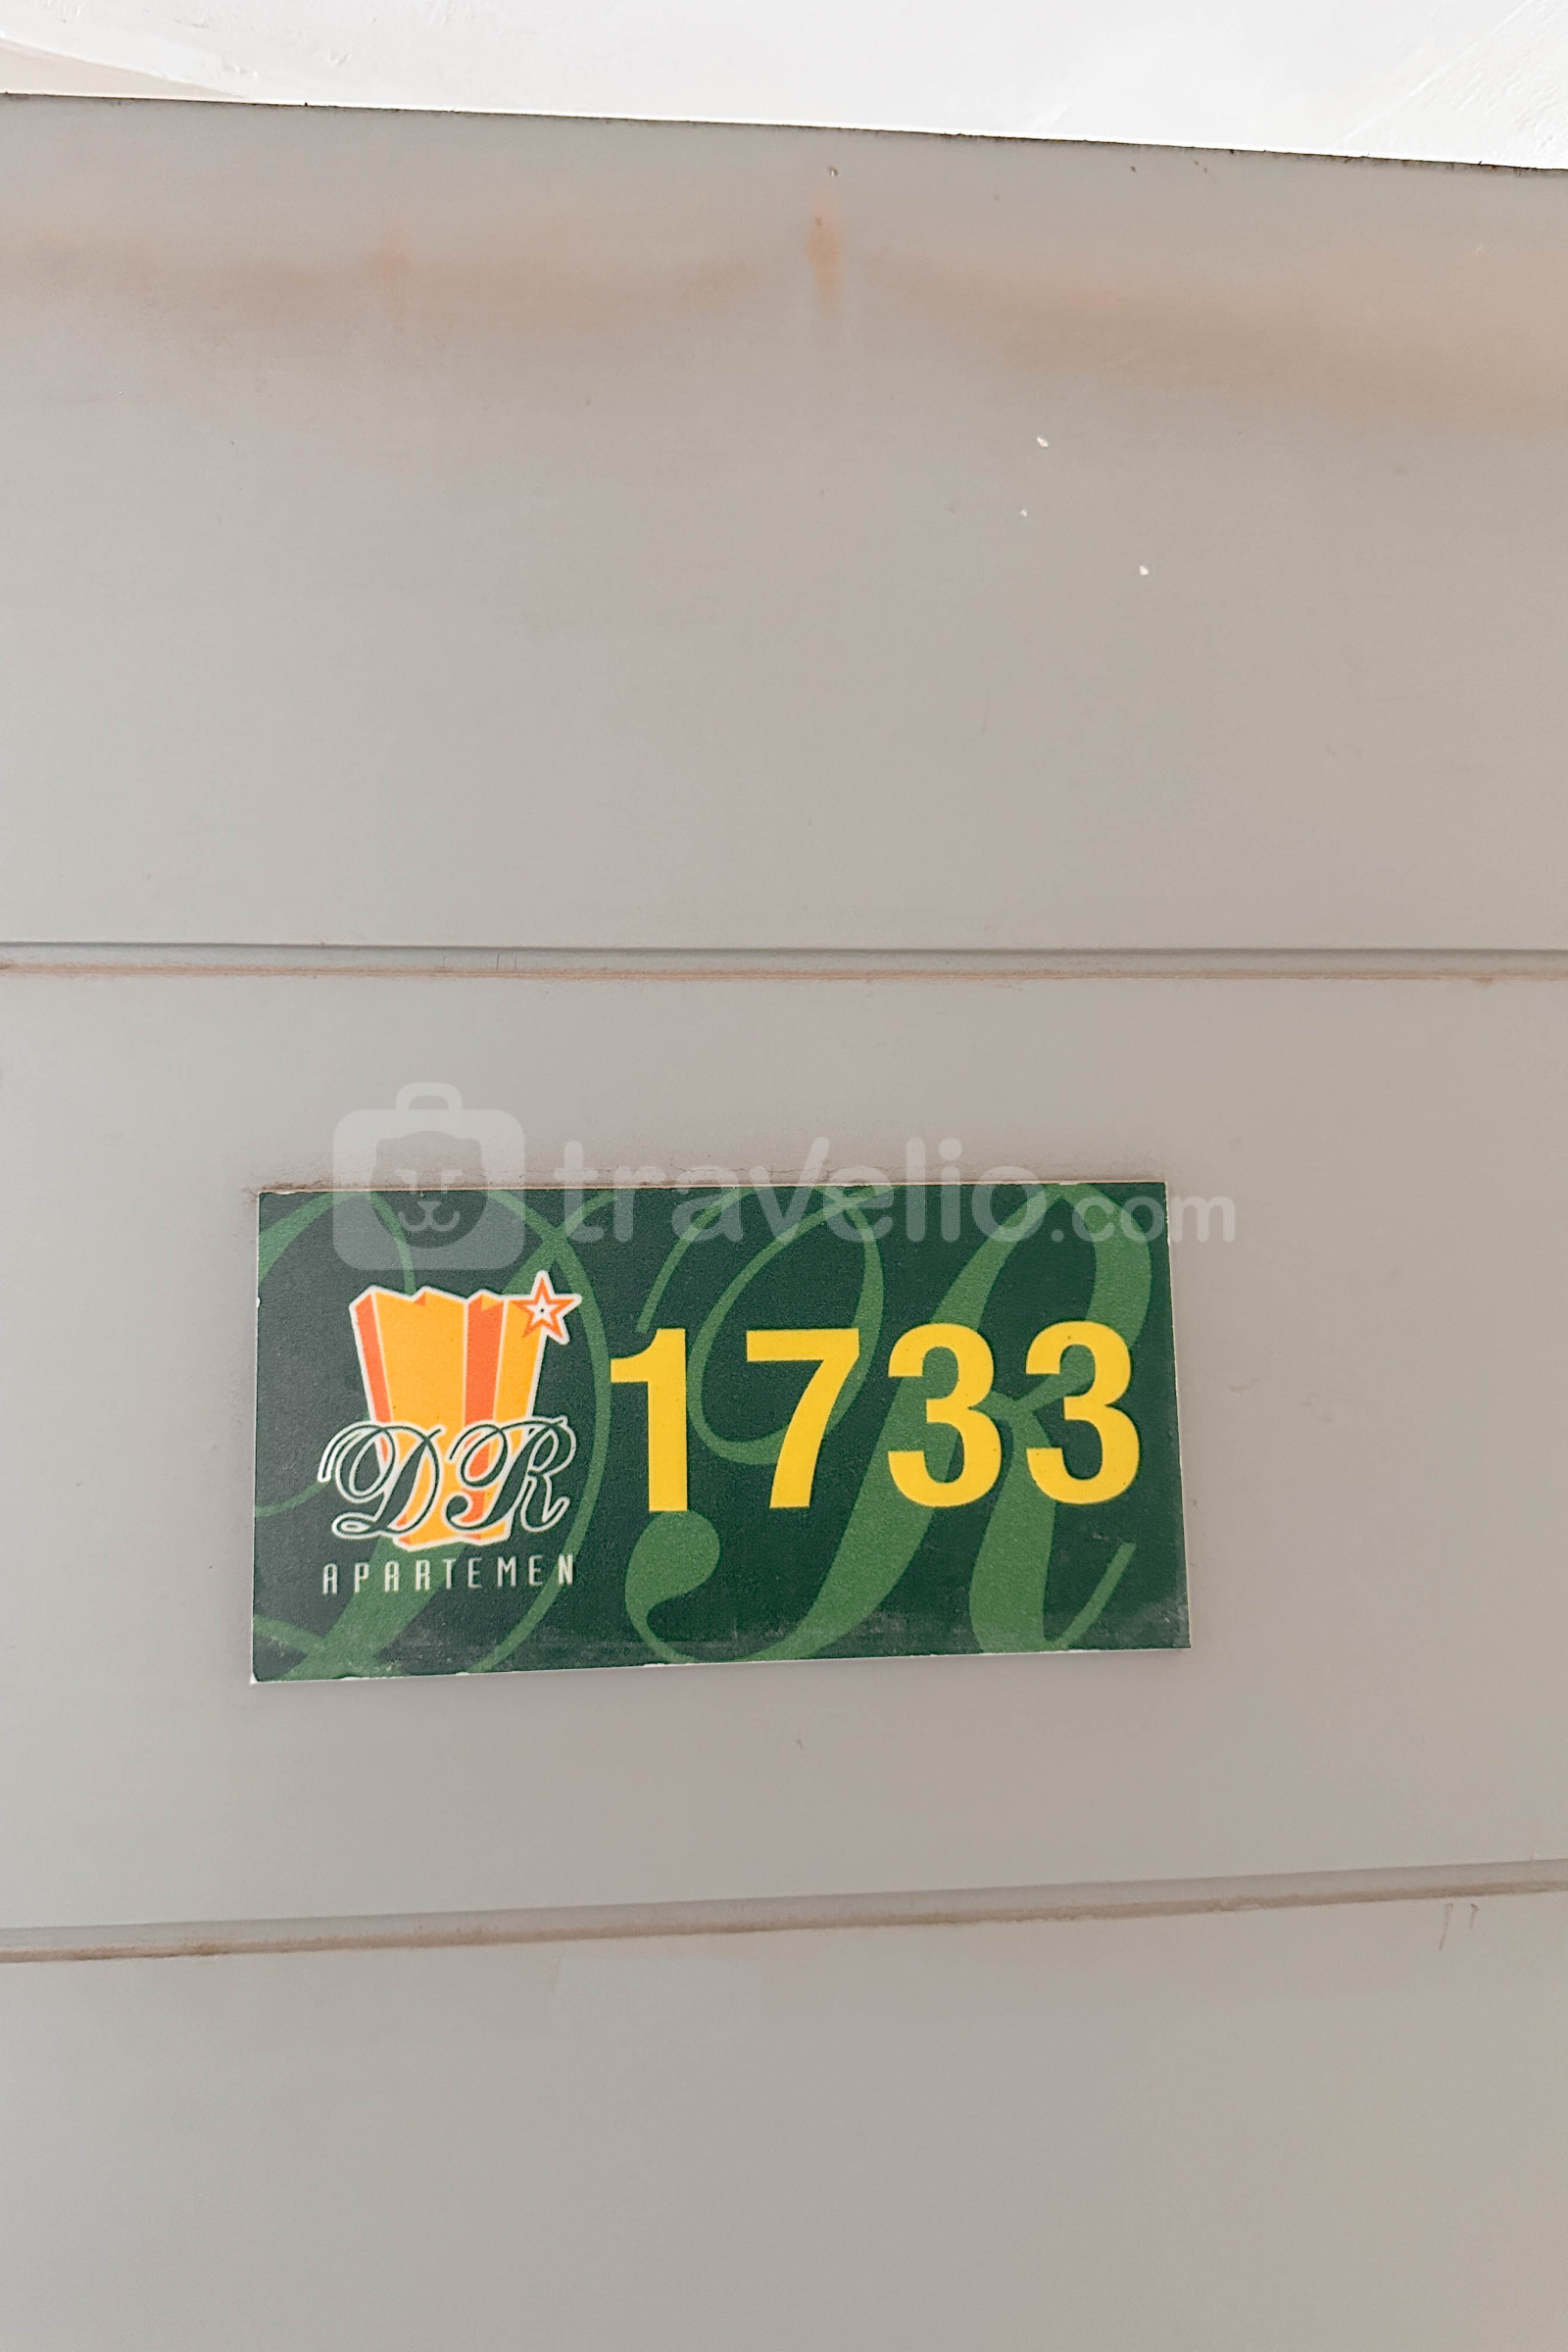 travelio.com
1733
DR
APARTEMEN